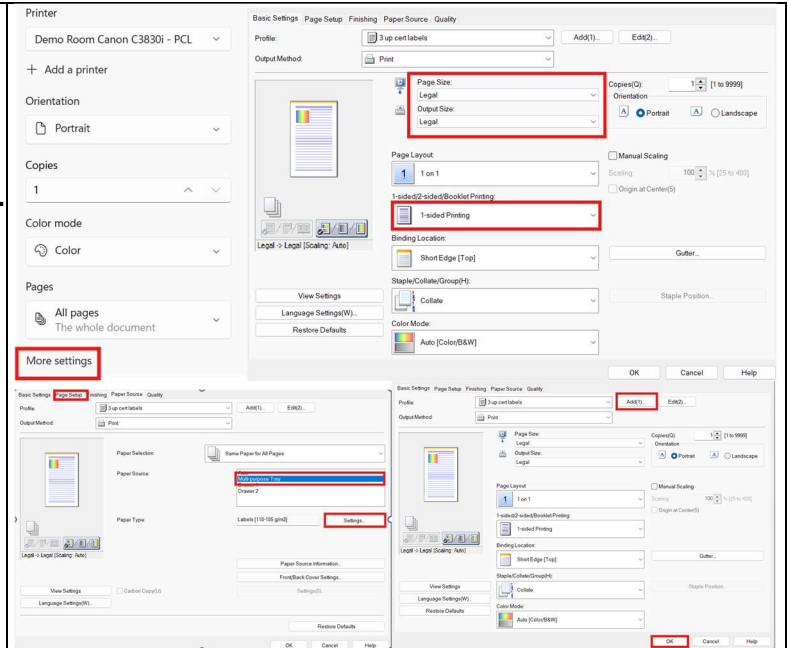 Printer
Demo Room Canon C3830i - PCL
+ Add a printer
Orientation
Portrait
Copies
1
Color mode
Color
Pages
All pages
The whole document
More settings
Basic Settings Page Setup Finishing Paper Source Quality
Profile: 3 up cert labels Add(1)... Edit(2)...
Output Method: Print
Page Size:
Legal
Output Size:
Legal
Copies(Q): 1 [1 to 9999]
Orientation
A Portrait A Landscape
Page Layout:
1 1 on 1
Manual Scaling
Scaling: 100 % [25 to 400]
Origin at Center(5)
1-sided/2-sided/Booklet Printing:
1-sided Printing
Legal -> Legal [Scaling: Auto]
Binding Location:
Short Edge [Top]
Gutter...
Staple/Collate/Group(H):
Collate
Staple Position...
View Settings
Language Settings(W)...
Restore Defaults
Color Mode:
Auto [Color/B&W]
OK Cancel Help
Basic Settings Page Setup Finishing Paper Source Quality
Profile: 3 up cert labels Add(1)... Edit(2)...
Output Method: Print
Paper Selection: Same Paper for All Pages
Paper Source:
Multi-purpose Tray
Drawer 2
Paper Type: Labels [118-185 g/m2] Settings...
Legal -> Legal [Scaling: Auto]
Paper Source Information...
Front/Back Cover Settings...
View Settings
Carbon Copy(U)
Settings(S)...
Language Settings(W)...
Restore Defaults
OK Cancel Help
Basic Settings Page Setup Finishing Paper Source Quality
Profile: 3 up cert labels Add(1)... Edit(2)...
Output Method: Print
Page Size:
Legal
Output Size:
Legal
Copies(Q): 1 [1 to 9999]
Orientation
A Portrait A Landscape
Page Layout:
1 1 on 1
Manual Scaling
Scaling: 100 % [25 to 400]
Origin at Center(5)
1-sided/2-sided/Booklet Printing:
1-sided Printing
Legal -> Legal [Scaling: Auto]
Binding Location:
Short Edge [Top]
Gutter...
Staple/Collate/Group(H):
Collate
Staple Position...
View Settings
Language Settings(W)...
Restore Defaults
Color Mode:
Auto [Color/B&W]
OK Cancel Help